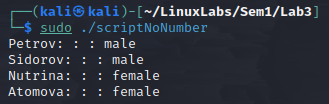 ┌──(kali㉿kali)-[~/LinuxLabs/Sem1/Lab3]
└─$ sudo ./scriptNoNumber
Petrov: : : male
Sidorov: : : male
Nutrina: : : female
Atomova: : : female